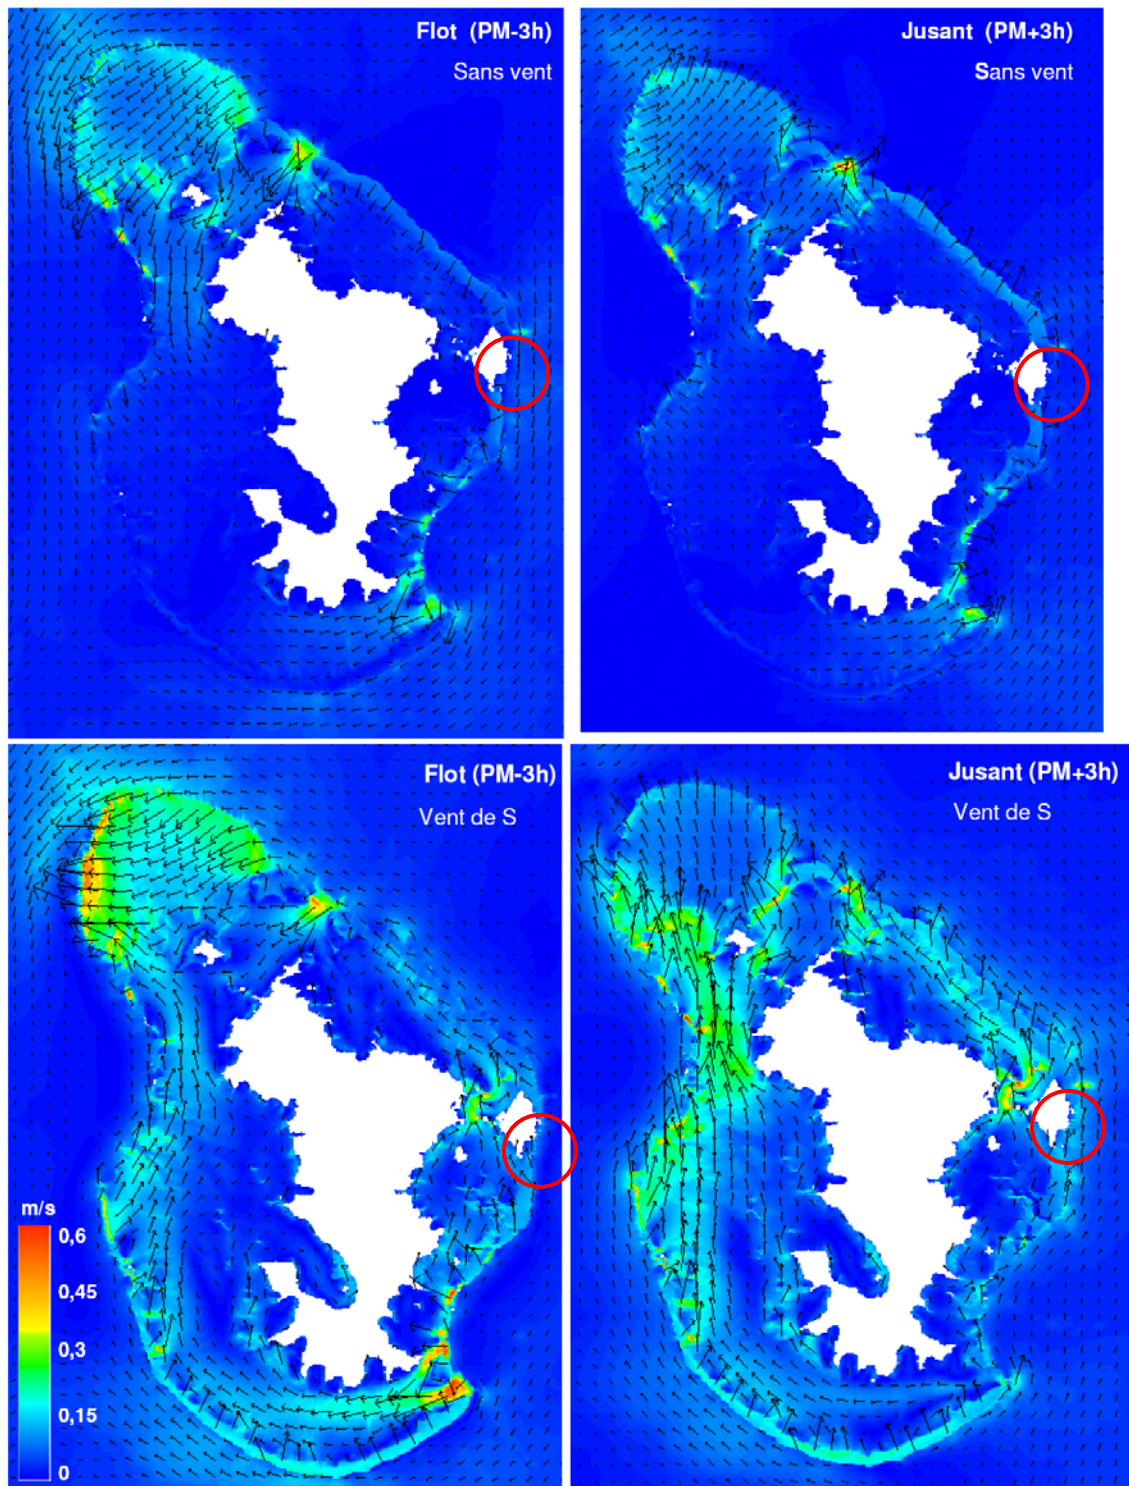 Flot (PM-3h)
Sans vent
Jusant (PM+3h)
Sans vent
Flot (PM-3h)
Vent de S
Jusant (PM+3h)
Vent de S
m/s
0,6
0,45
0,3
0,15
0